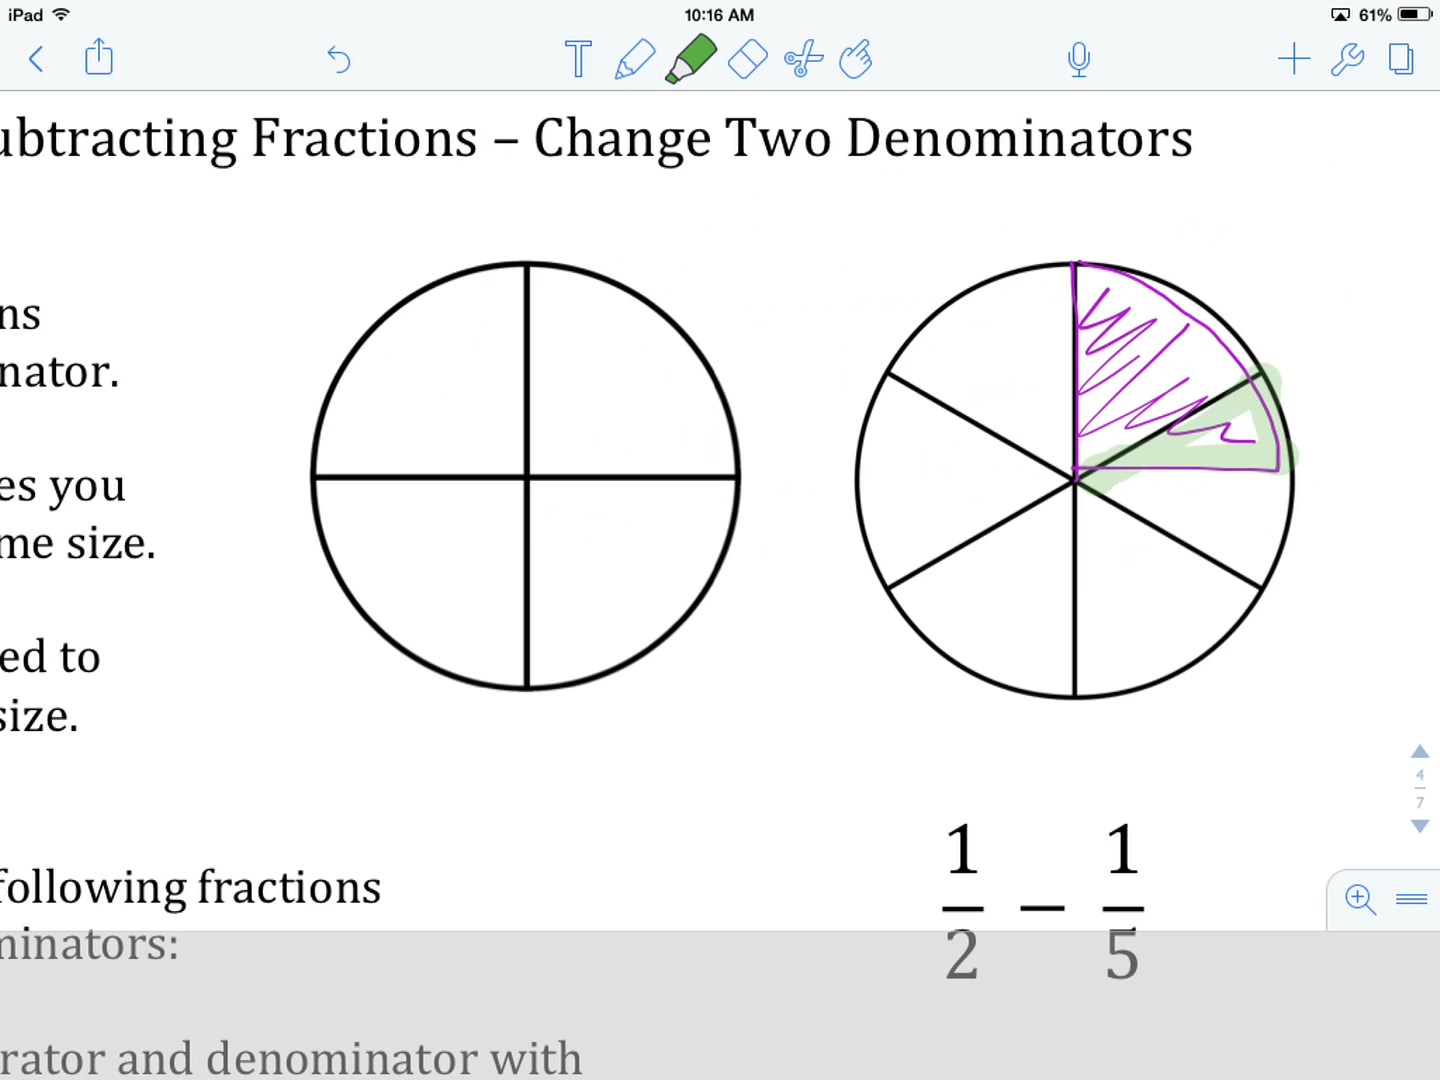 iPad
10:16 AM
61%
T
ubtracting Fractions – Change Two Denominators
ns
nator.
es you
me size.
ed to
size.
4
7
following fractions
minators:
1 – 1
2 5
rator and denominator with